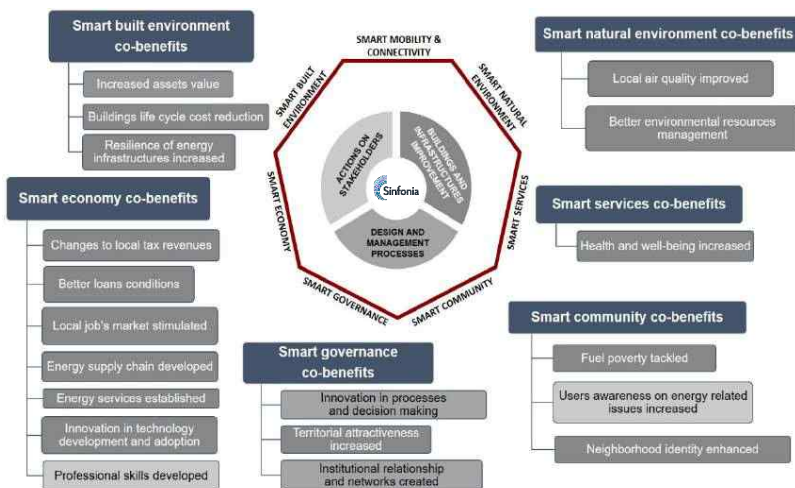 Smart built environment
co-benefits
Increased assets value
Buildings life cycle cost reduction
Resilience of energy
infrastructures increased
Smart economy co-benefits
Changes to local tax revenues
Better loans conditions
Local job's market stimulated
Energy supply chain developed
Energy services established
Innovation in technology
development and adoption
Professional skills developed
SMART MOBILITY &
CONNECTIVITY
SMART BUILT
ENVIRONMENT
SMART NATURAL
ENVIRONMENT
SMART ECONOMY
SMART SERVICES
SMART GOVERNANCE
SMART COMMUNITY
ACTIONS ON
STAKEHOLDERS
BUILDINGS AND
INFRASTRUCTURES
IMPROVEMENT
Sinfonia
DESIGN AND
MANAGEMENT
PROCESSES
Smart governance
co-benefits
Innovation in processes
and decision making
Territorial attractiveness
increased
Institutional relationship
and networks created
Smart natural environment co-benefits
Local air quality improved
Better environmental resources
management
Smart services co-benefits
Health and well-being increased
Smart community co-benefits
Fuel poverty tackled
Users awareness on energy related
issues increased
Neighborhood identity enhanced